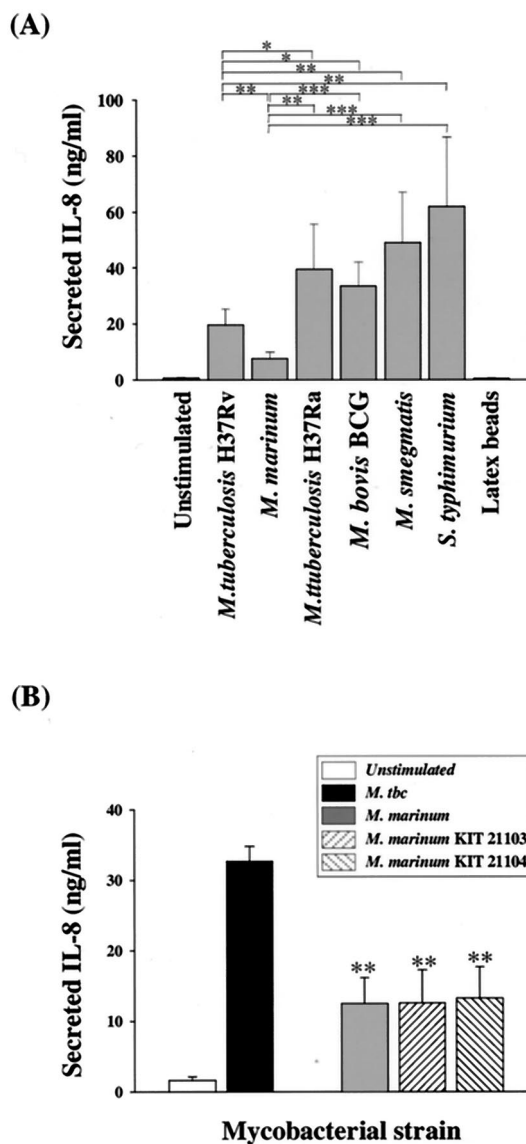 (A)
*
*
**
**
** ***
**
***
***
100
80
60
40
20
0
Secreted IL-8 (ng/ml)
Unstimulated
M.tuberculosis H37Rv
M. marinum
M.ttuberculosis H37Ra
M. bovis BCG
M. smegmatis
S. typhimurium
Latex beads
(B)
Unstimulated
M. tbc
M. marinum
M. marinum KIT 21103
M. marinum KIT 21104
40
30
20
10
0
Secreted IL-8 (ng/ml)
** ** **
Mycobacterial strain